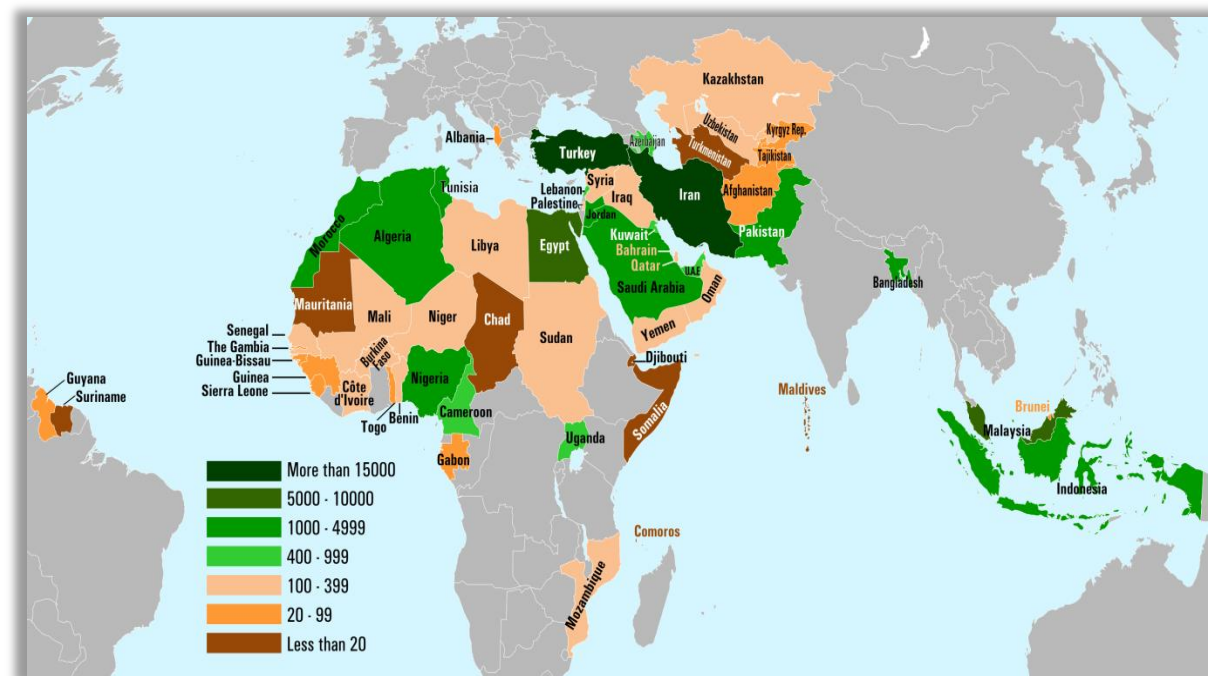 Kazakhstan
Uzbekistan
Kyrgyz Rep.
Albania
Azerbaijan
Turkmenistan
Tajikistan
Turkey
Tunisia
Syria
Iran
Afghanistan
Lebanon
Palestine
Iraq
Jordan
Morocco
Algeria
Libya
Egypt
Kuwait
Bahrain
Qatar
Pakistan
U.A.E
Saudi Arabia
Oman
Bangladesh
Mauritania
Mali
Niger
Chad
Sudan
Yemen
Senegal
The Gambia
Guinea-Bissau
Guinea
Sierra Leone
Burkina
Faso
Côte
d'Ivoire
Togo
Benin
Nigeria
Cameroon
Djibouti
Somalia
Uganda
Gabon
Guyana
Suriname
Maldives
Brunei
Malaysia
Indonesia
Comoros
Mozambique
More than 15000
5000 - 10000
1000 - 4999
400 - 999
100 - 399
20 - 99
Less than 20